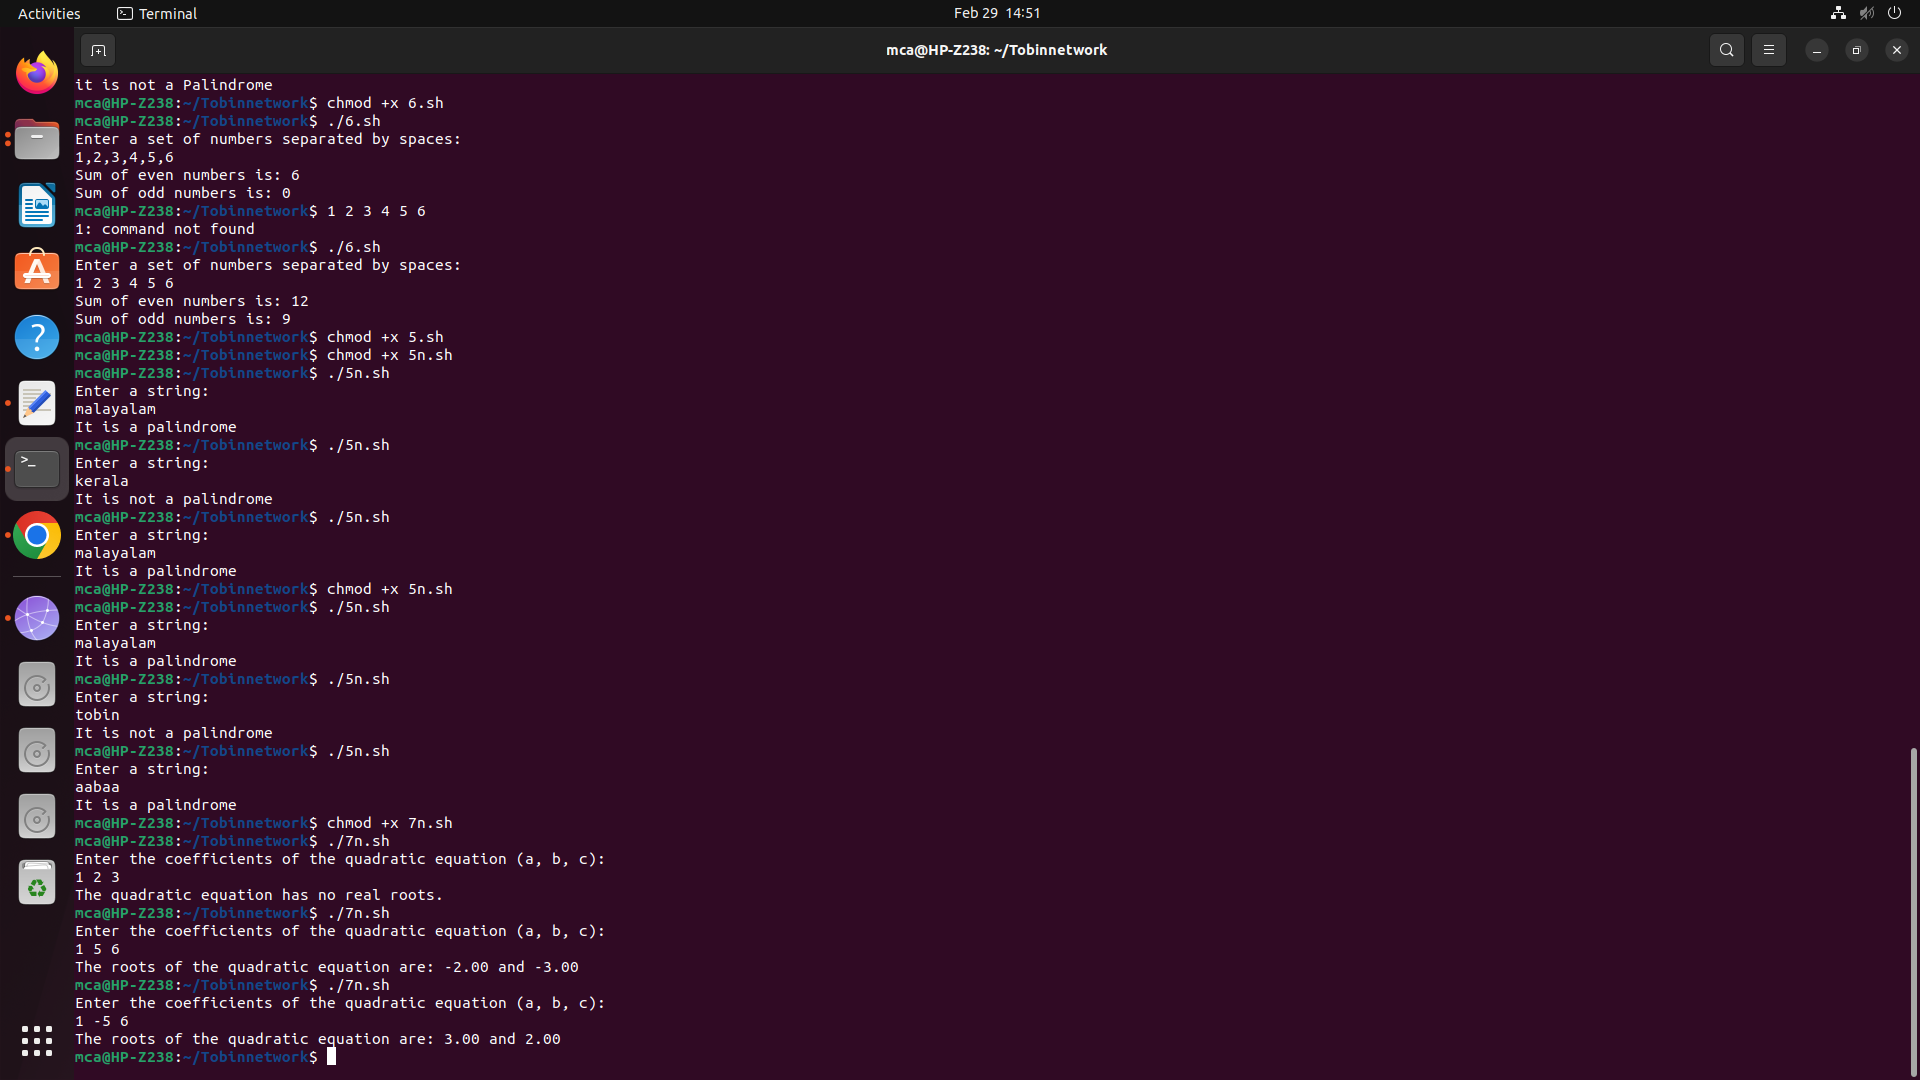 Activities
Terminal
Feb 29 14:51
mca@HP-Z238: ~/Tobinnetwork
it is not a Palindrome
mca@HP-Z238:~/Tobinnetwork$ chmod +x 6.sh
mca@HP-Z238:~/Tobinnetwork$ ./6.sh
Enter a set of numbers separated by spaces:
1,2,3,4,5,6
Sum of even numbers is: 6
Sum of odd numbers is: 0
mca@HP-Z238:~/Tobinnetwork$ 1 2 3 4 5 6
1: command not found
mca@HP-Z238:~/Tobinnetwork$ ./6.sh
Enter a set of numbers separated by spaces:
1 2 3 4 5 6
Sum of even numbers is: 12
Sum of odd numbers is: 9
mca@HP-Z238:~/Tobinnetwork$ chmod +x 5.sh
mca@HP-Z238:~/Tobinnetwork$ chmod +x 5n.sh
mca@HP-Z238:~/Tobinnetwork$ ./5n.sh
Enter a string:
malayalam
It is a palindrome
mca@HP-Z238:~/Tobinnetwork$ ./5n.sh
Enter a string:
kerala
It is not a palindrome
mca@HP-Z238:~/Tobinnetwork$ ./5n.sh
Enter a string:
malayalam
It is a palindrome
mca@HP-Z238:~/Tobinnetwork$ chmod +x 5n.sh
mca@HP-Z238:~/Tobinnetwork$ ./5n.sh
Enter a string:
malayalam
It is a palindrome
mca@HP-Z238:~/Tobinnetwork$ ./5n.sh
Enter a string:
tobin
It is not a palindrome
mca@HP-Z238:~/Tobinnetwork$ ./5n.sh
Enter a string:
aabaa
It is a palindrome
mca@HP-Z238:~/Tobinnetwork$ chmod +x 7n.sh
mca@HP-Z238:~/Tobinnetwork$ ./7n.sh
Enter the coefficients of the quadratic equation (a, b, c):
1 2 3
The quadratic equation has no real roots.
mca@HP-Z238:~/Tobinnetwork$ ./7n.sh
Enter the coefficients of the quadratic equation (a, b, c):
1 5 6
The roots of the quadratic equation are: -2.00 and -3.00
mca@HP-Z238:~/Tobinnetwork$ ./7n.sh
Enter the coefficients of the quadratic equation (a, b, c):
1 -5 6
The roots of the quadratic equation are: 3.00 and 2.00
mca@HP-Z238:~/Tobinnetwork$